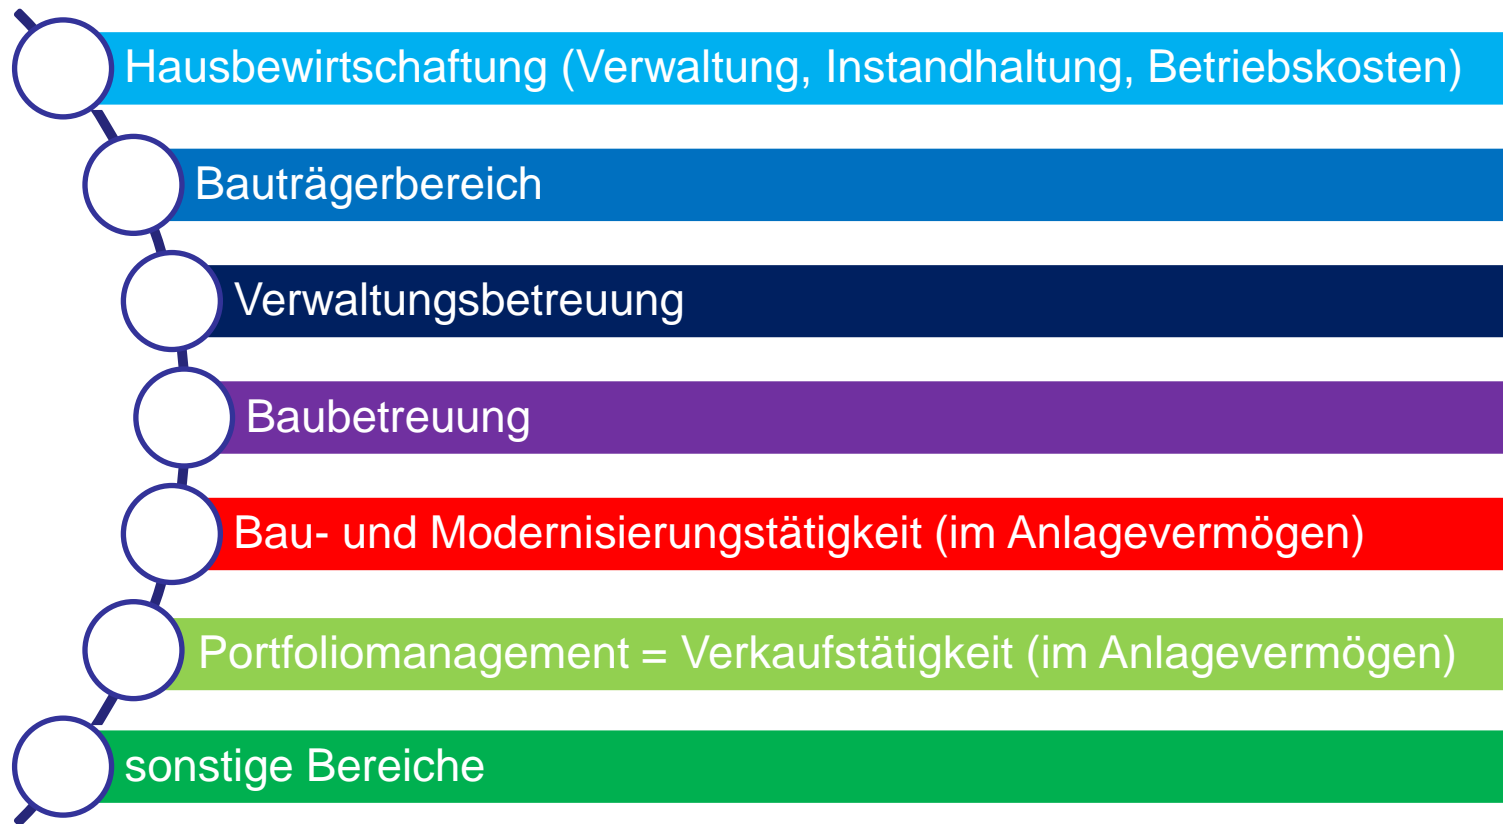 Hausbewirtschaftung (Verwaltung, Instandhaltung, Betriebskosten)
Bauträgerbereich
Verwaltungsbetreuung
Baubetreuung
Bau- und Modernisierungstätigkeit (im Anlagevermögen)
Portfoliomanagement = Verkaufstätigkeit (im Anlagevermögen)
sonstige Bereiche